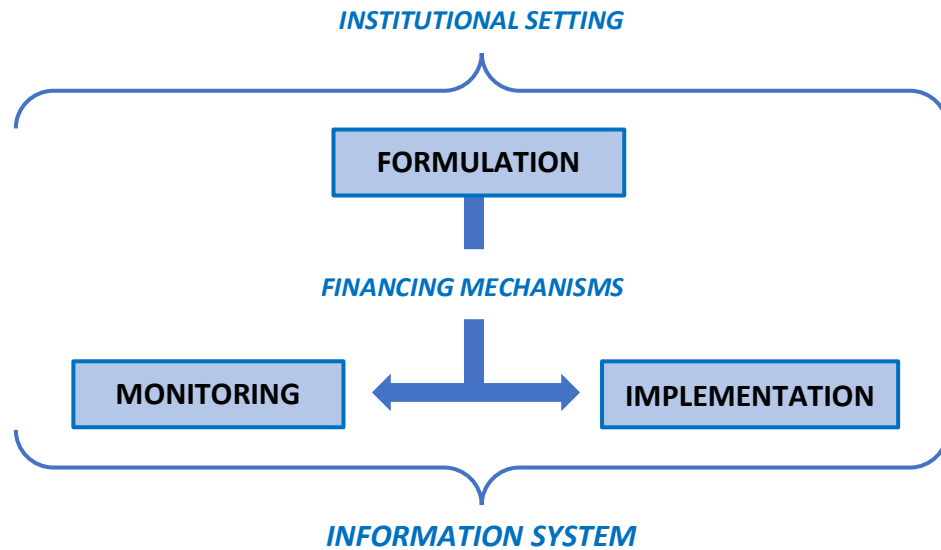 INSTITUTIONAL SETTING
FORMULATION
FINANCING MECHANISMS
MONITORING
IMPLEMENTATION
INFORMATION SYSTEM